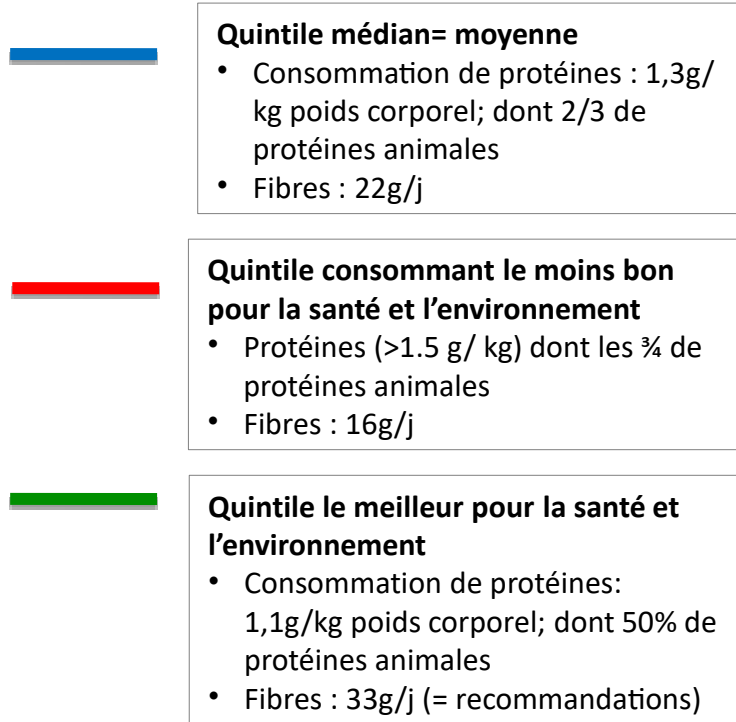 Quintile médian= moyenne
• Consommation de protéines : 1,3g/
kg poids corporel; dont 2/3 de
protéines animales
• Fibres : 22g/j
Quintile consommant le moins bon
pour la santé et l’environnement
• Protéines (>1.5 g/ kg) dont les ¾ de
protéines animales
• Fibres : 16g/j
Quintile le meilleur pour la santé et
l’environnement
• Consommation de protéines:
1,1g/kg poids corporel; dont 50% de
protéines animales
• Fibres : 33g/j (= recommandations)